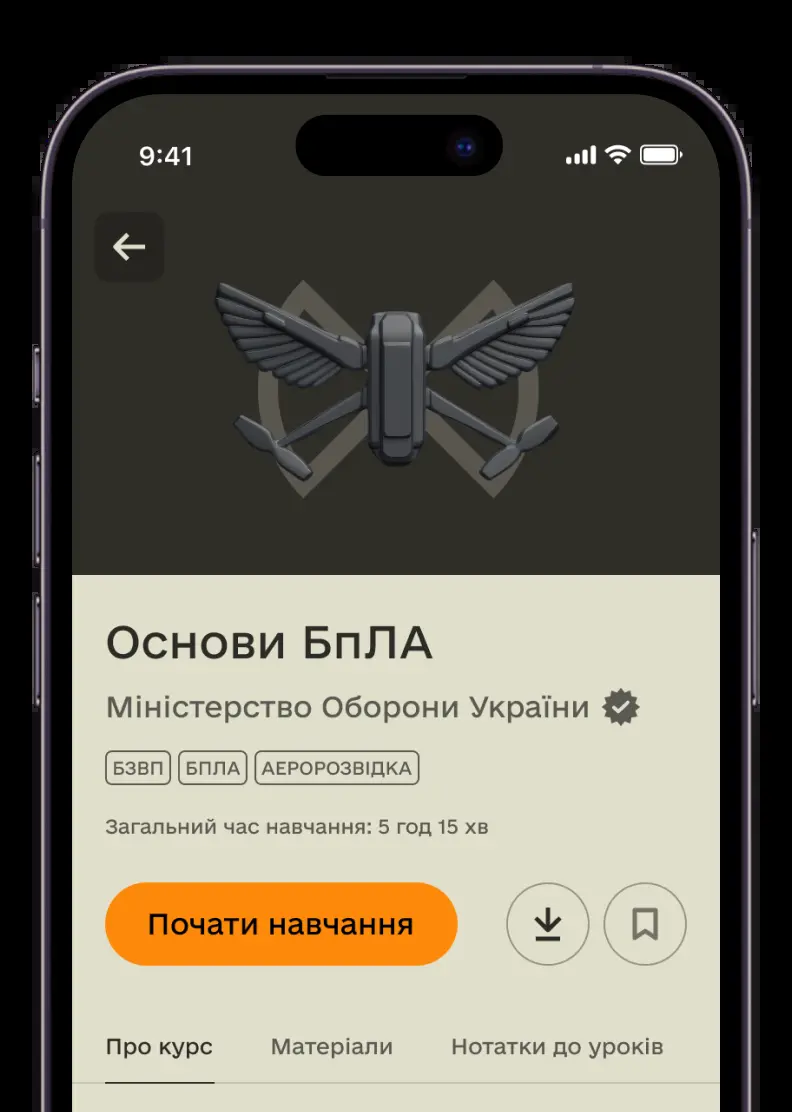 9:41
Основи БпЛА
Міністерство Оборони України
БЗВП БПЛА АЕРОРОЗВІДКА
Загальний час навчання: 5 год 15 хв
Почати навчання
Про курс Матеріали Нотатки до уроків